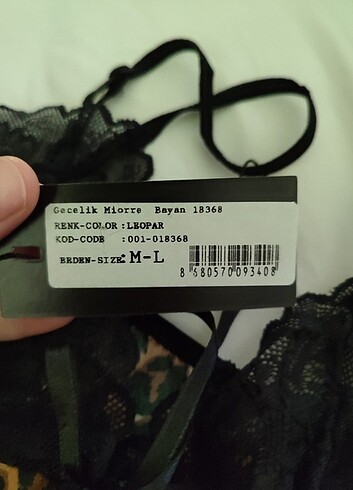 Gecelik Miorre Bayan 18368
RENK-COLOR :LEOPAR
KOD-CODE :001-018368
BEDEN-SIZE: M-L
8 680570 093408